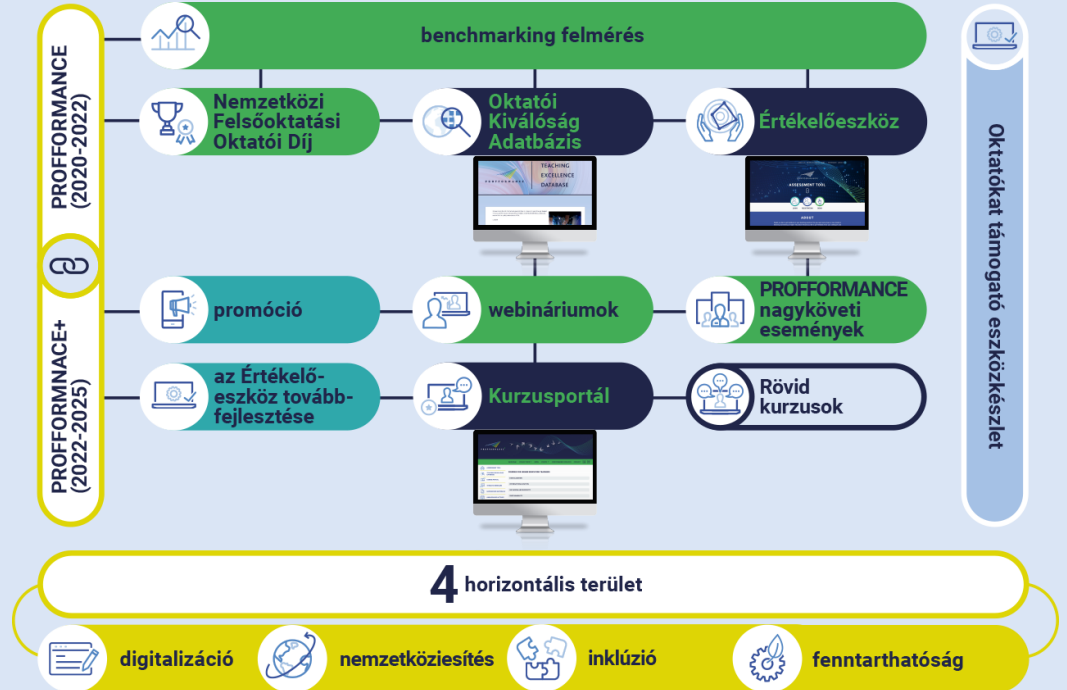 PROFFORMANCE
(2020-2022)
benchmarking felmérés
Nemzetközi
Felsőoktatási
Oktatói Díj
Oktatói
Kiválóság
Adatbázis
Értékelőeszköz
TEACHING
EXCELLENCE
DATABASE
ASSESSMENT TOOL
ABOUT
PROFFORMNACE+
(2022-2025)
promóció
webináriumok
PROFFORMANCE
nagyköveti
események
az Értékelő-
eszköz tovább-
fejlesztése
Kurzusportál
Rövid
kurzusok
Oktatókat támogató eszközkészlet
4 horizontális terület
digitalizáció
nemzetköziesítés
inklúzió
fenntarthatóság